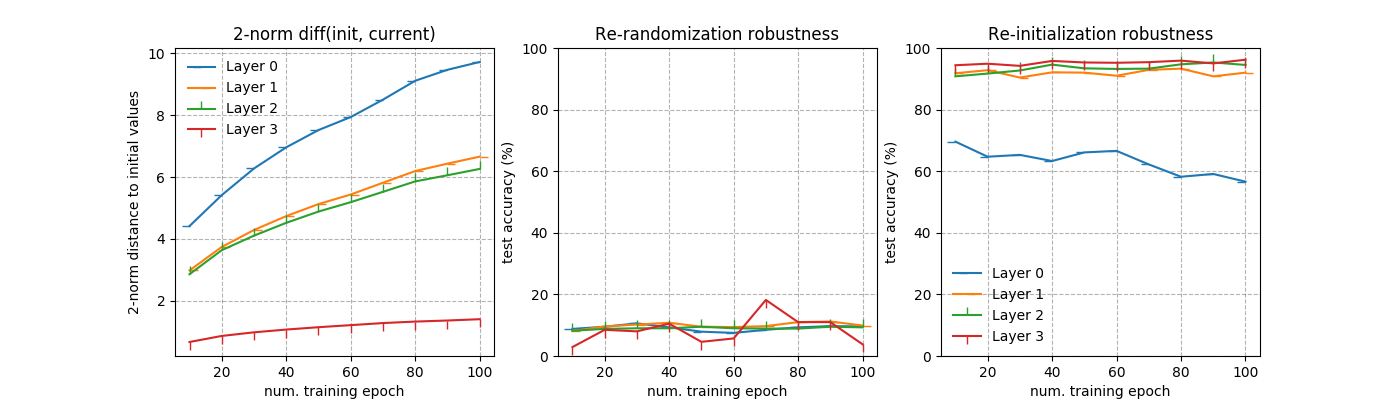 2-norm diff(init, current)
2-norm distance to initial values
10
8
6
4
2
Layer 0
Layer 1
Layer 2
Layer 3
20 40 60 80 100
num. training epoch
Re-randomization robustness
test accuracy (%)
100
80
60
40
20
0
20 40 60 80 100
num. training epoch
Re-initialization robustness
test accuracy (%)
100
80
60
40
20
0
Layer 0
Layer 1
Layer 2
Layer 3
20 40 60 80 100
num. training epoch